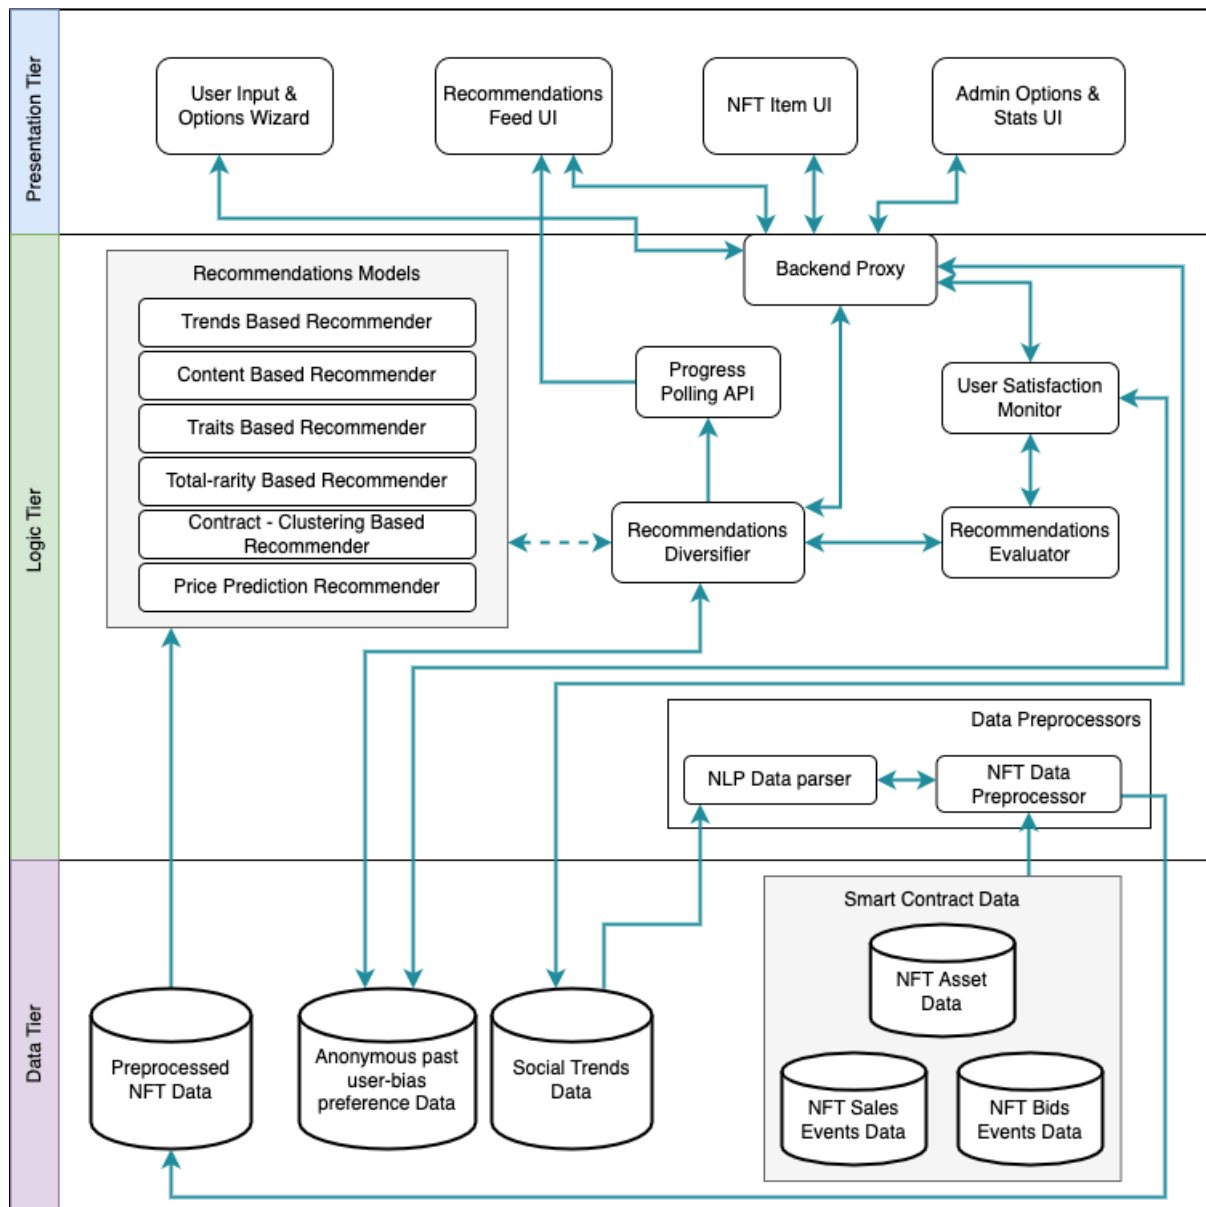 Presentation Tier
User Input &
Options Wizard
Recommendations
Feed UI
NFT Item UI
Admin Options &
Stats UI
Logic Tier
Recommendations Models
Trends Based Recommender
Content Based Recommender
Traits Based Recommender
Total-rarity Based Recommender
Contract - Clustering Based
Recommender
Price Prediction Recommender
Backend Proxy
Progress
Polling API
User Satisfaction
Monitor
Recommendations
Diversifier
Recommendations
Evaluator
Data Preprocessors
NLP Data parser
NFT Data
Preprocessor
Data Tier
Preprocessed
NFT Data
Anonymous past
user-bias
preference Data
Social Trends
Data
Smart Contract Data
NFT Asset
Data
NFT Sales
Events Data
NFT Bids
Events Data